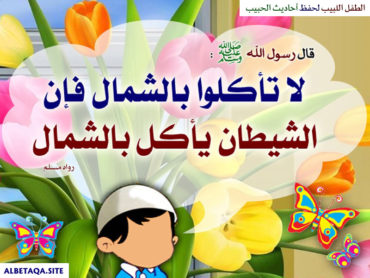 الطفل اللبيب لحفظ أحاديث الحبيب
قال رسول الله ﷺ :
لا تأكلوا بالشمال فإن
الشيطان يأكل بالشمال
رواه مسلم
ALBETAQA.SITE